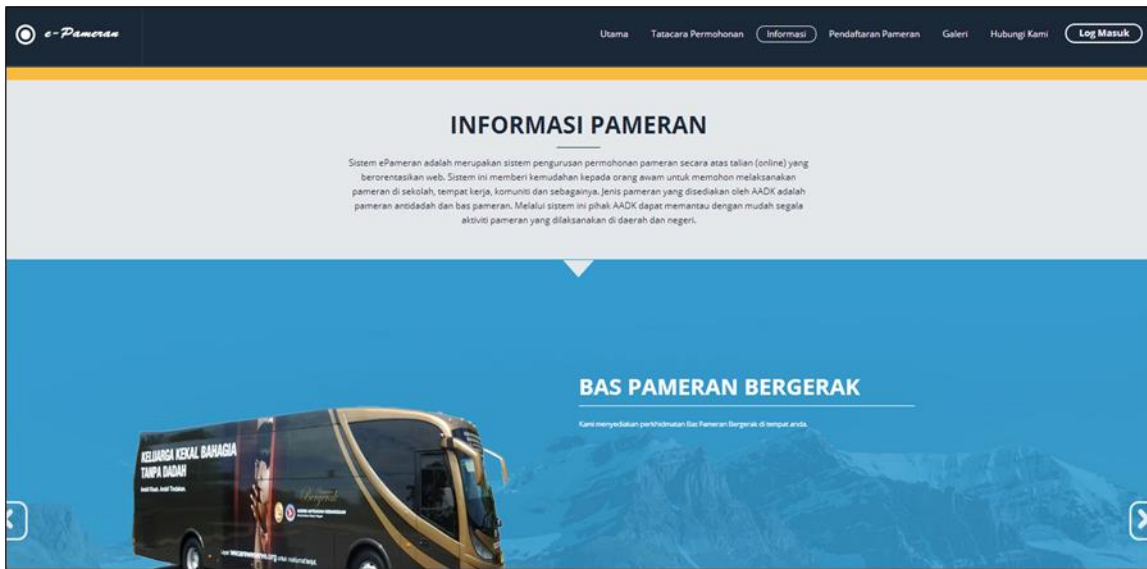 e-Pameran
Utama
Tatacara Permohonan
Informasi
Pendaftaran Pameran
Galeri
Hubungi Kami
Log Masuk
INFORMASI PAMERAN
Sistem ePameran adalah merupakan sistem pengurusan permohonan pameran secara atas talian (online) yang
berorentasikan web. Sistem ini memberi kemudahan kepada orang awam untuk memohon melaksanakan
pameran di sekolah, tempat kerja, komuniti dan sebagainya. Jenis pameran yang disediakan oleh AADK adalah
pameran antidadah dan bas pameran. Melalui sistem ini pihak AADK dapat memantau dengan mudah segala
aktiviti pameran yang dilaksanakan di daerah dan negeri.
BAS PAMERAN BERGERAK
Kami menyediakan perkhidmatan Bas Pameran Bergerak di tempat anda.
KELUARGA KEKAL BAHAGIA
TANPA DADAH
Ambil Tindakan.
Bergerak